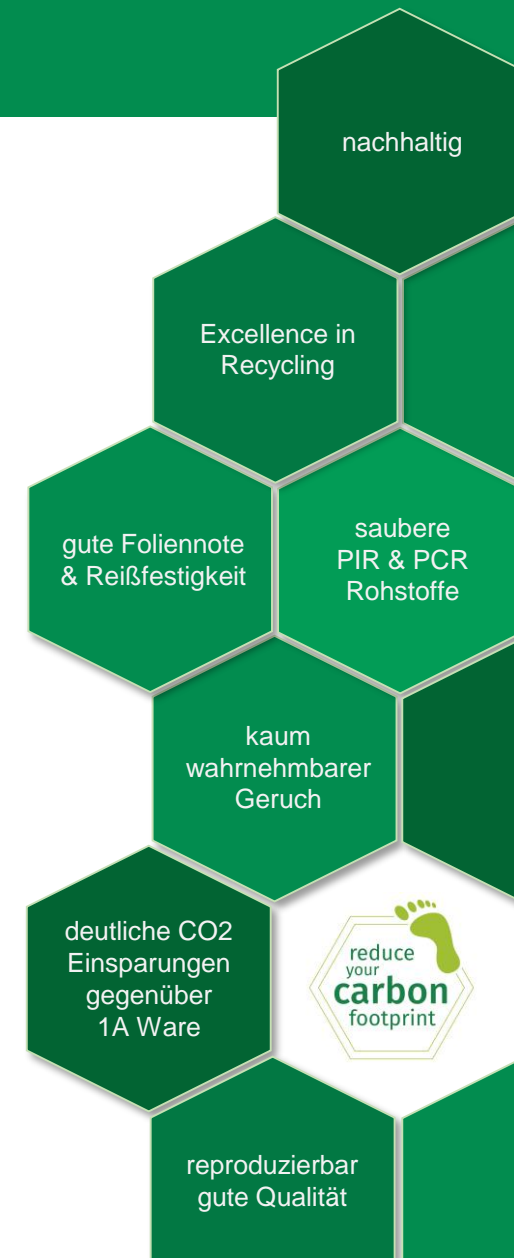 nachhaltig
Excellence in
Recycling
gute Foliennote
& Reißfestigkeit
saubere
PIR & PCR
Rohstoffe
kaum
wahrnehmbarer
Geruch
deutliche CO2
Einsparungen
gegenüber
1A Ware
reduce
your
carbon
footprint
reproduzierbar
gute Qualität